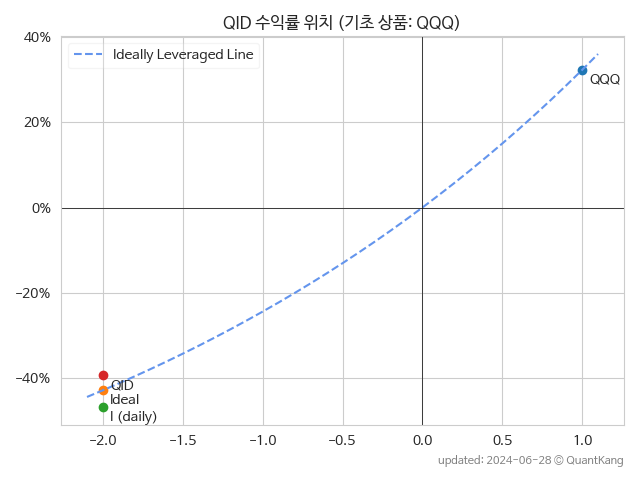 QID 수익률 위치 (기초 상품: QQQ)
40%
Ideally Leveraged Line
QQQ
20%
0%
−20%
−40%
QID
Ideal
l (daily)
−2.0 −1.5 −1.0 −0.5 0.0 0.5 1.0
updated: 2024-06-28 © QuantKang